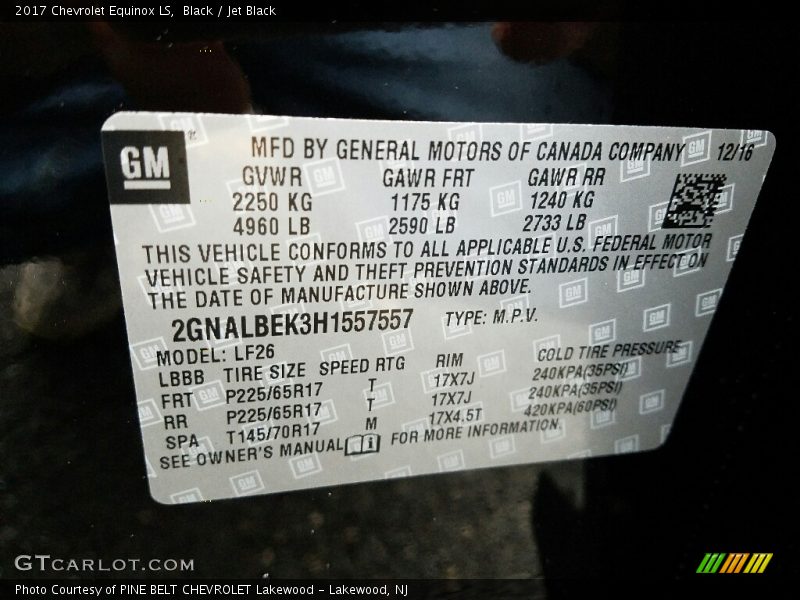 2017 Chevrolet Equinox LS, Black / Jet Black
GM
MFD BY GENERAL MOTORS OF CANADA COMPANY 12/16
GVWR GAWR FRT GAWR RR
2250 KG 1175 KG 1240 KG
4960 LB 2590 LB 2733 LB
THIS VEHICLE CONFORMS TO ALL APPLICABLE U.S. FEDERAL MOTOR
VEHICLE SAFETY AND THEFT PREVENTION STANDARDS IN EFFECT ON
THE DATE OF MANUFACTURE SHOWN ABOVE.
2GNALBEK3H1557557 TYPE: M.P.V.
MODEL: LF26
LBBB TIRE SIZE SPEED RTG RIM COLD TIRE PRESSURE
FRT P225/65R17 T 17X7J 240KPA(35PSI)
RR P225/65R17 T 17X7J 240KPA(35PSI)
SPA T145/70R17 M 17X4.5T 420KPA(60PSI)
SEE OWNER'S MANUAL FOR MORE INFORMATION.
GTCARLOT.COM
Photo Courtesy of PINE BELT CHEVROLET Lakewood - Lakewood, NJ